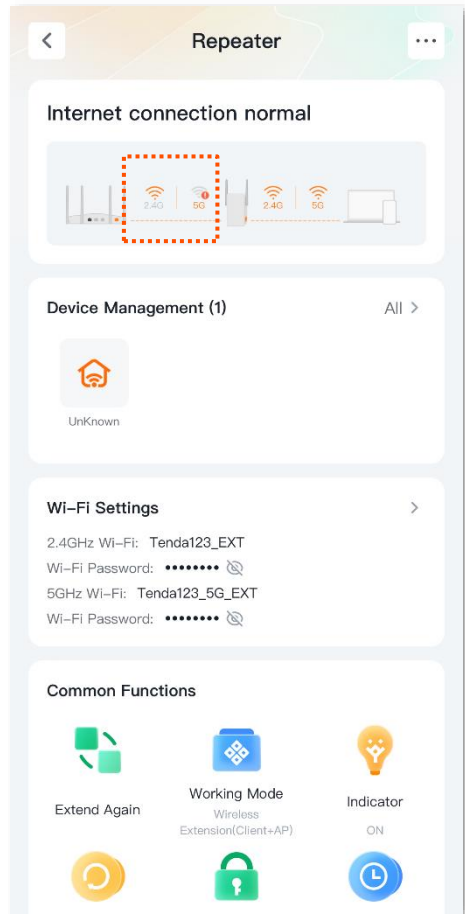 Repeater
Internet connection normal
2.4G 5G 2.4G 5G
Device Management (1) All
UnKnown
Wi-Fi Settings
2.4GHz Wi-Fi: Tenda123_EXT
Wi-Fi Password: ••••••••
5GHz Wi-Fi: Tenda123_5G_EXT
Wi-Fi Password: ••••••••
Common Functions
Extend Again
Working Mode
Wireless
Extension(Client+AP)
Indicator
ON